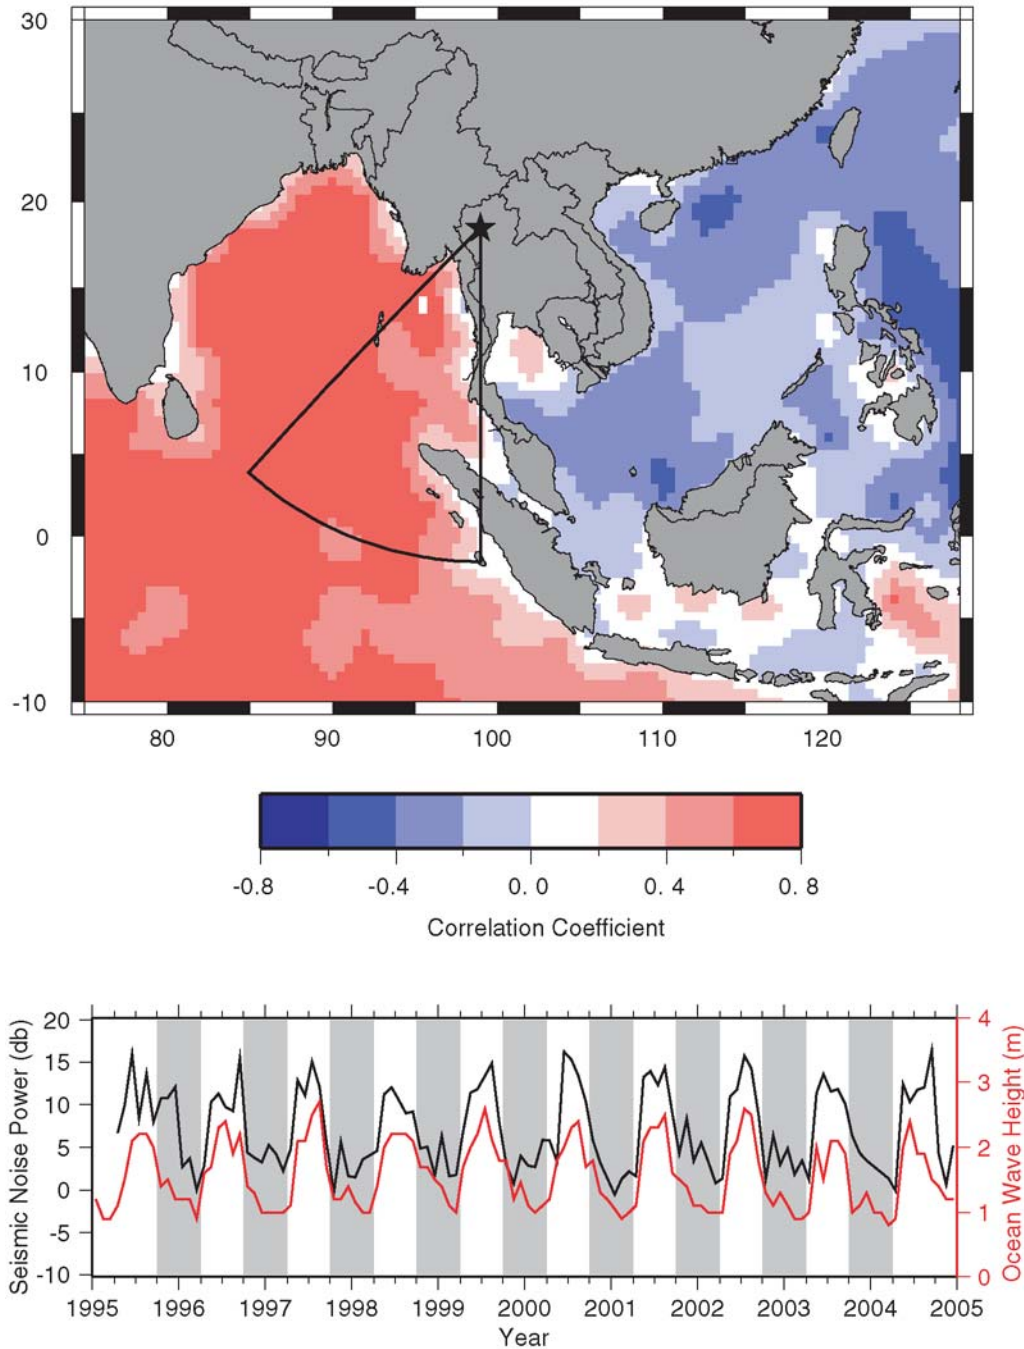 30
20
10
0
-10
80 90 100 110 120
-0.8 -0.4 0.0 0.4 0.8
Correlation Coefficient
Seismic Noise Power (db)
20
15
10
5
0
-5
-10
4
3
2
1
0
Ocean Wave Height (m)
1995 1996 1997 1998 1999 2000 2001 2002 2003 2004 2005
Year